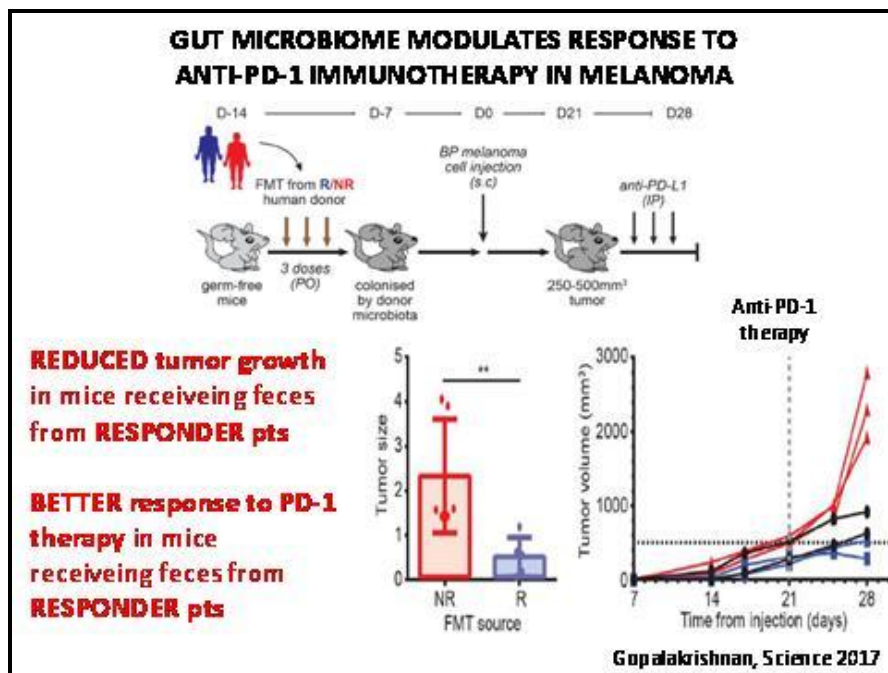 GUT MICROBIOME MODULATES RESPONSE TO
ANTI-PD-1 IMMUNOTHERAPY IN MELANOMA
D-14 D-7 D0 D21 D28
BP melanoma
cell injection
(s.c)
FMT from R/NR
human donor
anti-PD-L1
(IP)
3 doses
(PO)
germ-free
mice
colonised
by donor
microbiota
250-500mm³
tumor
REDUCED tumor growth
in mice receiveing feces
from RESPONDER pts
BETTER response to PD-1
therapy in mice
receiveing feces from
RESPONDER pts
Tumor size
5
4
3
2
1
0
**
NR R
FMT source
Anti-PD-1
therapy
Tumor volume (mm³)
3000
2000
1000
0
7 14 21 28
Time from injection (days)
Gopalakrishnan, Science 2017